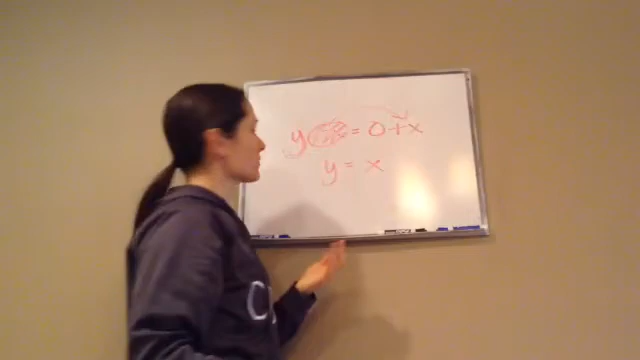 y = 0+x
y = x